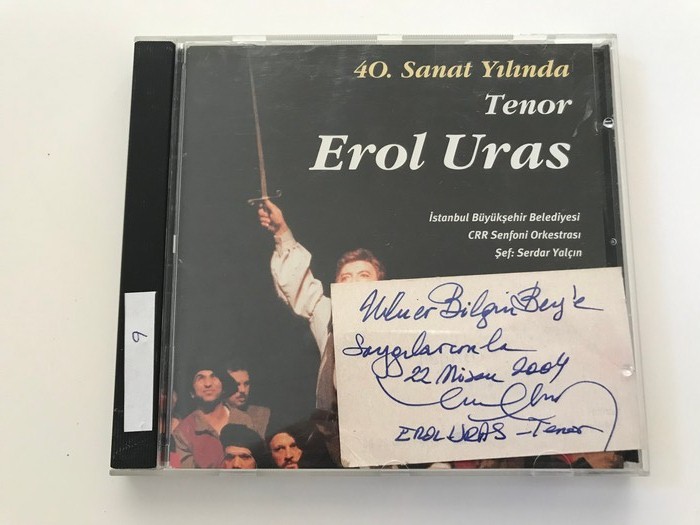 40. Sanat Yılında
Tenor
Erol Uras
İstanbul Büyükşehir Belediyesi
CRR Senfoni Orkestrası
Şef: Serdar Yalçın
Bilgin Bey'e
Saygılarımla
22 Nisan 2004
EROL URAS - Tenor
9